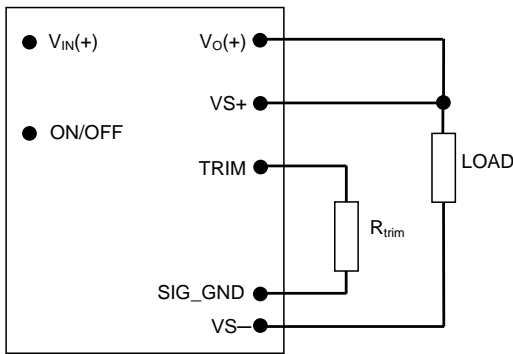 V_IN(+)
V_O(+)
VS+
ON/OFF
TRIM
LOAD
R_trim
SIG_GND
VS─